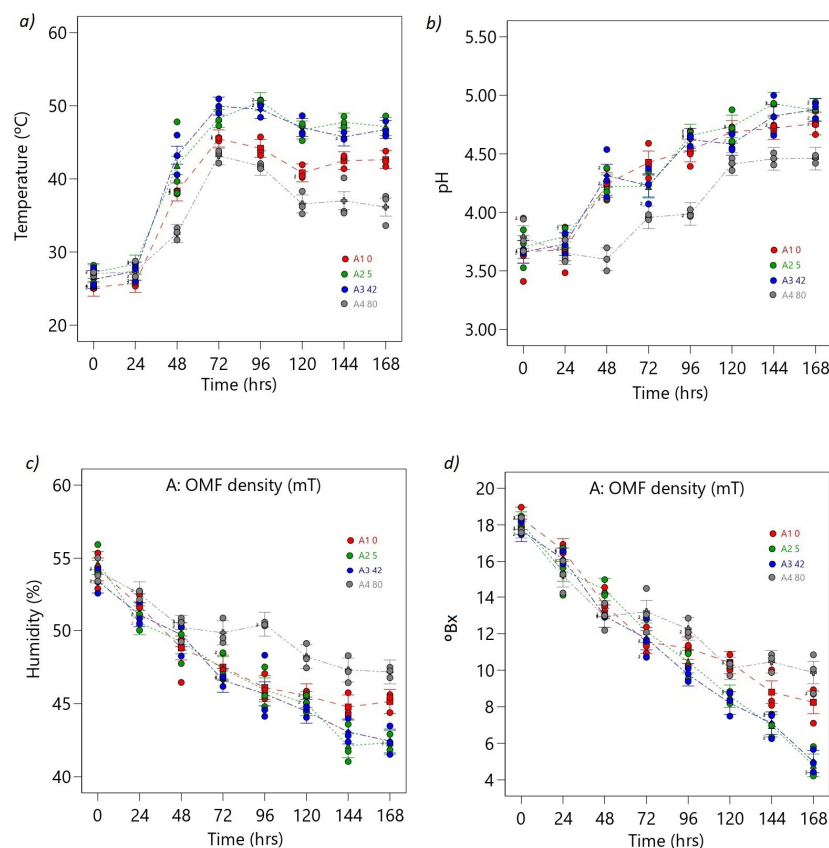 a)
60
50
40
30
20
Temperature (ºC)
A1 0
A2 5
A3 42
A4 80
0 24 48 72 96 120 144 168
Time (hrs)
b)
5.50
5.00
4.50
4.00
3.50
3.00
pH
A1 0
A2 5
A3 42
A4 80
0 24 48 72 96 120 144 168
Time (hrs)
c)
A: OMF density (mT)
60
55
50
45
40
Humidity (%)
A1 0
A2 5
A3 42
A4 80
0 24 48 72 96 120 144 168
Time (hrs)
d)
A: OMF density (mT)
20
18
16
14
12
10
8
6
4
ºBx
A1 0
A2 5
A3 42
A4 80
0 24 48 72 96 120 144 168
Time (hrs)